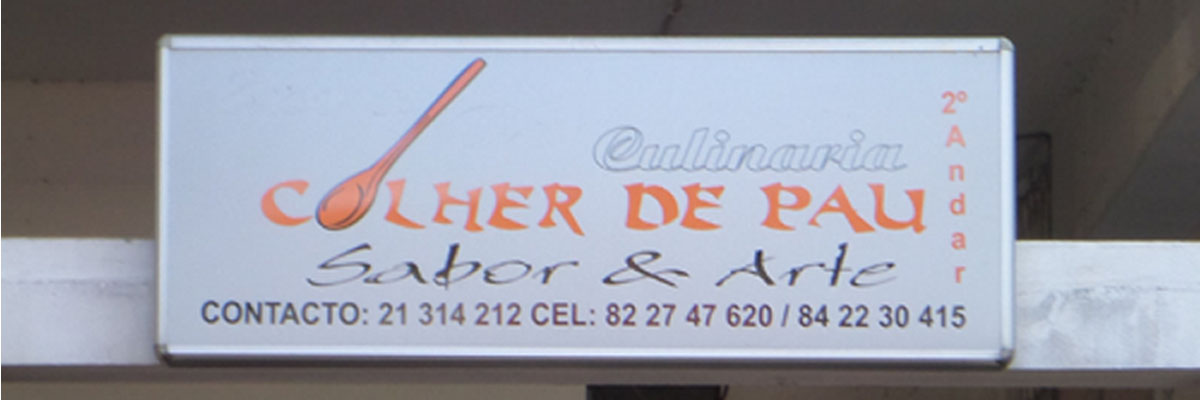 Culinaria
COLHER DE PAU
Sabor & Arte
CONTACTO: 21 314 212 CEL: 82 27 47 620 / 84 22 30 415
2º Andar